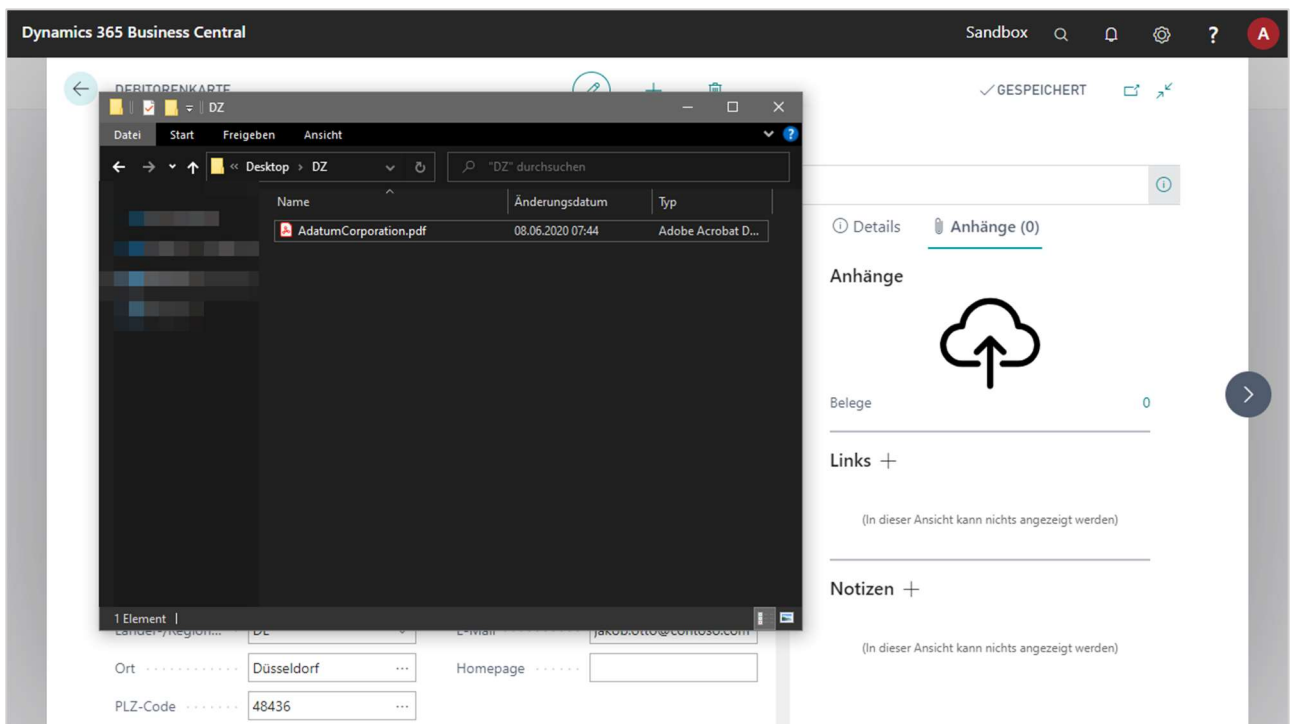 Dynamics 365 Business Central
Sandbox
?
A
DEBITORENKARTE
GESPEICHERT
DZ
Datei Start Freigeben Ansicht
« Desktop > DZ
"DZ" durchsuchen
Name Änderungsdatum Typ
AdatumCorporation.pdf 08.06.2020 07:44 Adobe Acrobat D...
1 Element
Details Anhänge (0)
Anhänge
Belege 0
Links
(In dieser Ansicht kann nichts angezeigt werden)
Notizen
(In dieser Ansicht kann nichts angezeigt werden)
Länder-/Region... DE
E-Mail jakob.otto@contoso.com
Ort Düsseldorf ...
Homepage
PLZ-Code 48436 ...